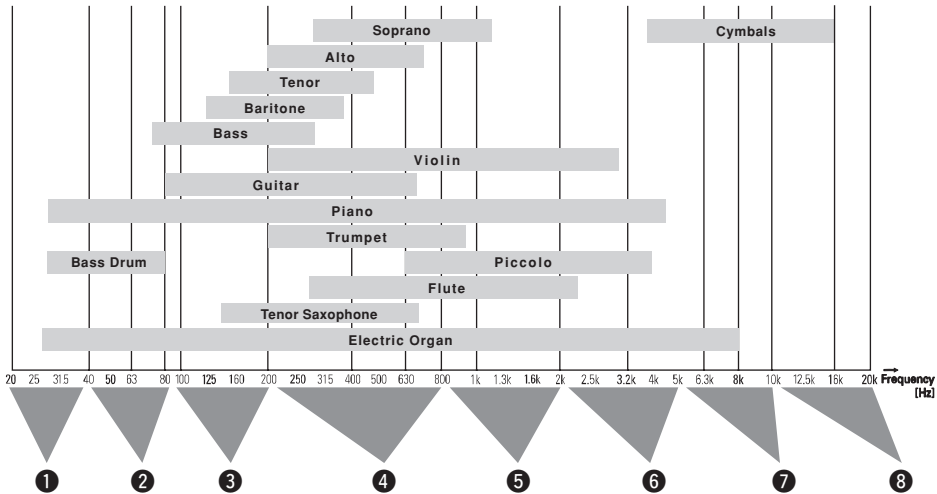 Soprano Cymbals
Alto
Tenor
Baritone
Bass
Violin
Guitar
Piano
Trumpet
Bass Drum Piccolo
Flute
Tenor Saxophone
Electric Organ
20 25 31.5 40 50 63 80 100 125 160 200 250 315 400 500 630 800 1k 1.3k 1.6k 2k 2.5k 3.2k 4k 5k 6.3k 8k 10k 12.5k 16k 20k Frequency
[Hz]
❶ ❷ ❸ ❹ ❺ ❻ ❼ ❽